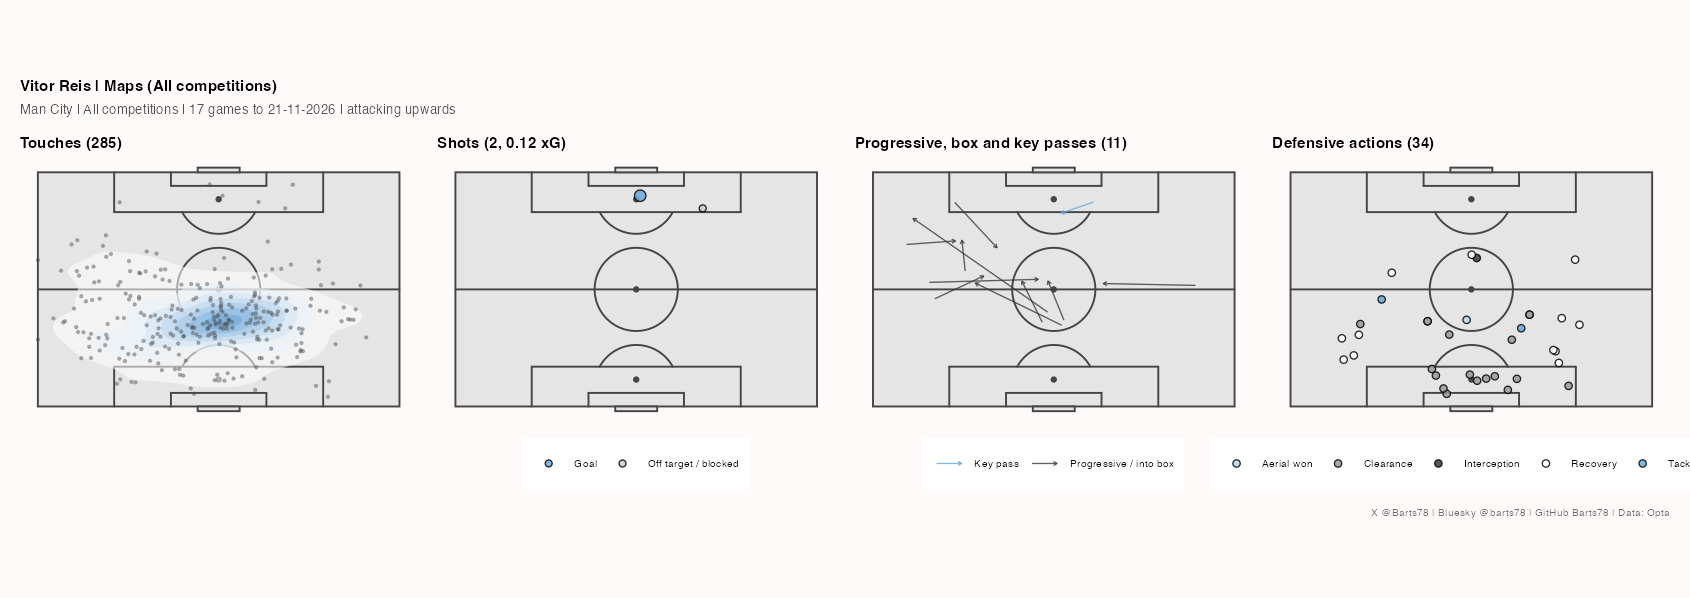 Vitor Reis | Maps (All competitions)
Man City | All competitions | 17 games to 21-11-2026 | attacking upwards
Touches (285)
Shots (2, 0.12 xG)
Progressive, box and key passes (11)
Defensive actions (34)
Goal
Off target / blocked
Key pass
Progressive / into box
Aerial won
Clearance
Interception
Recovery
Tack
X @Barts78 | Bluesky @barts78 | GitHub Barts78 | Data: Opta